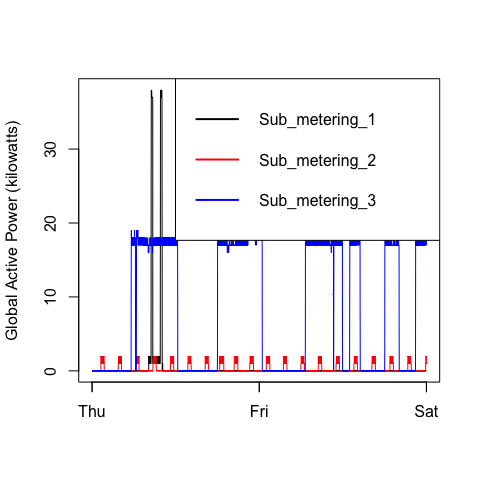 Global Active Power (kilowatts)
30
20
10
0
Sub_metering_1
Sub_metering_2
Sub_metering_3
Thu Fri Sat